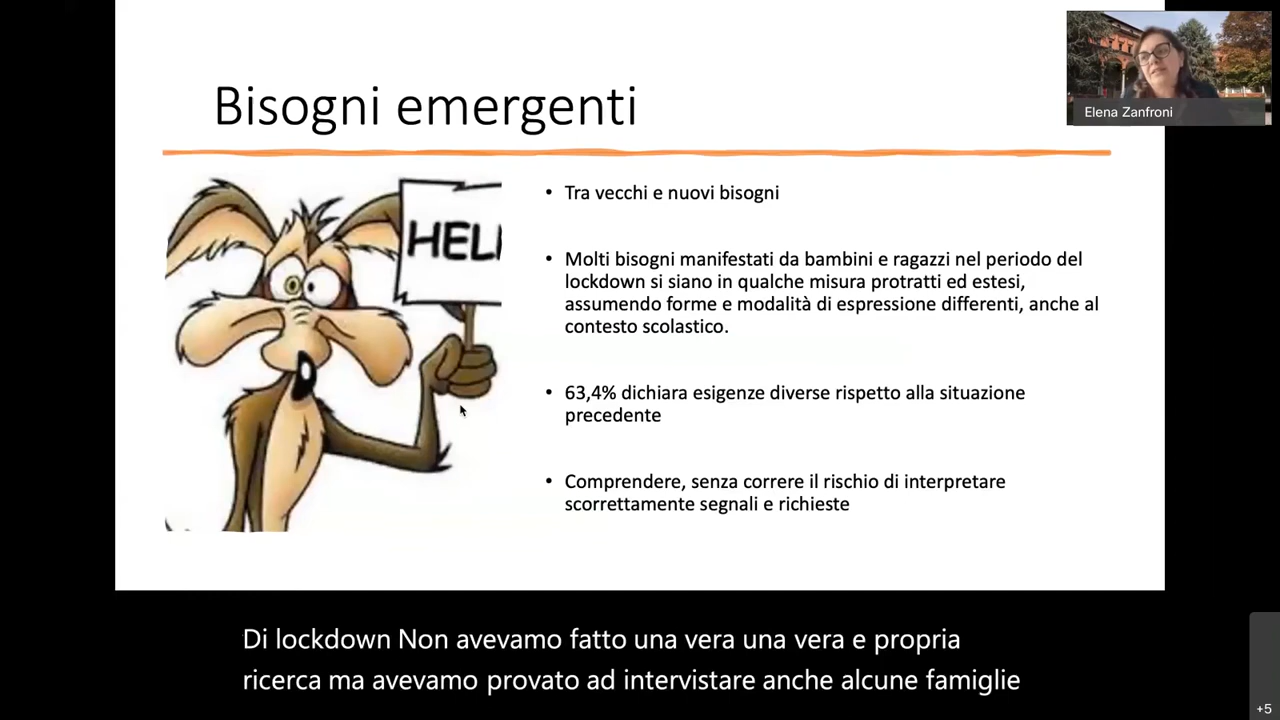 Bisogni emergenti
Elena Zanfroni
HEL
• Tra vecchi e nuovi bisogni
• Molti bisogni manifestati da bambini e ragazzi nel periodo del
lockdown si siano in qualche misura protratti ed estesi,
assumendo forme e modalità di espressione differenti, anche al
contesto scolastico.
• 63,4% dichiara esigenze diverse rispetto alla situazione
precedente
• Comprendere, senza correre il rischio di interpretare
scorrettamente segnali e richieste
Di lockdown Non avevamo fatto una vera una vera e propria
ricerca ma avevamo provato ad intervistare anche alcune famiglie
+5